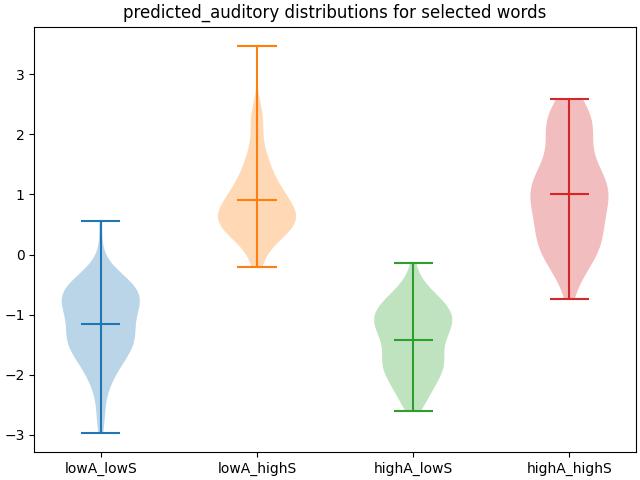 predicted_auditory distributions for selected words
3
2
1
0
−1
−2
−3
lowA_lowS
lowA_highS
highA_lowS
highA_highS